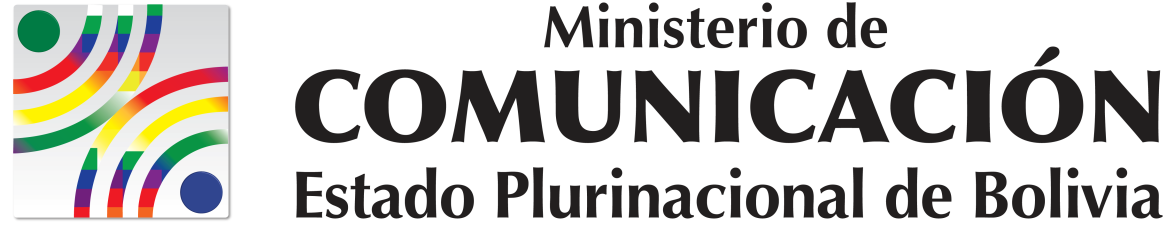 Ministerio de
COMUNICACIÓN
Estado Plurinacional de Bolivia